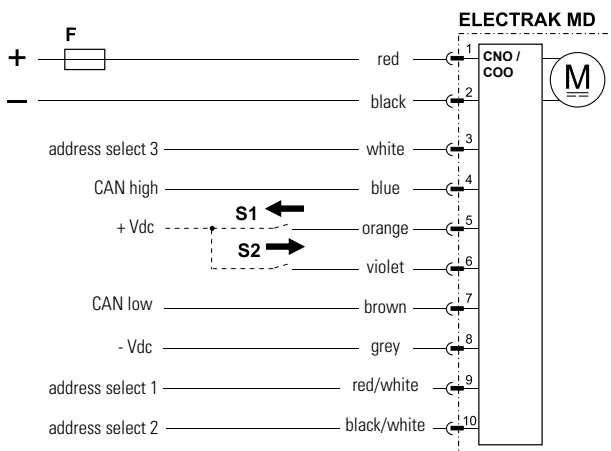 ELECTRAK MD
F
+ red 1 CNO /
COO
M
– black 2
address select 3 white 3
CAN high blue 4
+ Vdc S1 orange 5
S2 violet 6
CAN low brown 7
- Vdc grey 8
address select 1 red/white 9
address select 2 black/white 10